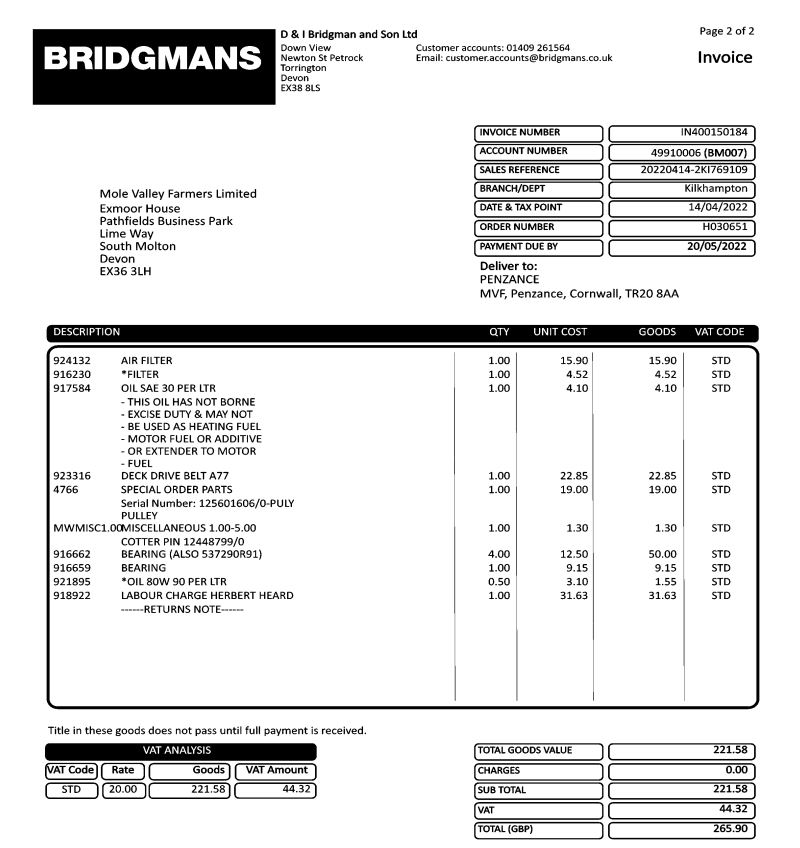 BRIDGMANS
D & I Bridgman and Son Ltd
Down View
Newton St Petrock
Torrington
Devon
EX38 8LS
Customer accounts: 01409 261564
Email: customer.accounts@bridgmans.co.uk
Page 2 of 2
Invoice
INVOICE NUMBER IN400150184
ACCOUNT NUMBER 49910006 (BM007)
SALES REFERENCE 20220414-2KI769109
BRANCH/DEPT Kilkhampton
DATE & TAX POINT 14/04/2022
ORDER NUMBER H030651
PAYMENT DUE BY 20/05/2022
Mole Valley Farmers Limited
Exmoor House
Pathfields Business Park
Lime Way
South Molton
Devon
EX36 3LH
Deliver to:
PENZANCE
MVF, Penzance, Cornwall, TR20 8AA
DESCRIPTION QTY UNIT COST GOODS VAT CODE
924132 AIR FILTER 1.00 15.90 15.90 STD
916230 *FILTER 1.00 4.52 4.52 STD
917584 OIL SAE 30 PER LTR 1.00 4.10 4.10 STD
- THIS OIL HAS NOT BORNE
- EXCISE DUTY & MAY NOT
- BE USED AS HEATING FUEL
- MOTOR FUEL OR ADDITIVE
- OR EXTENDER TO MOTOR
- FUEL
923316 DECK DRIVE BELT A77 1.00 22.85 22.85 STD
4766 SPECIAL ORDER PARTS 1.00 19.00 19.00 STD
Serial Number: 125601606/0-PULY
PULLEY
MWMISC1.00 MISCELLANEOUS 1.00-5.00 1.00 1.30 1.30 STD
COTTER PIN 12448799/0
916662 BEARING (ALSO 537290R91) 4.00 12.50 50.00 STD
916659 BEARING 1.00 9.15 9.15 STD
921895 *OIL 80W 90 PER LTR 0.50 3.10 1.55 STD
918922 LABOUR CHARGE HERBERT HEARD 1.00 31.63 31.63 STD
------RETURNS NOTE------
Title in these goods does not pass until full payment is received.
VAT ANALYSIS
VAT Code Rate Goods VAT Amount
STD 20.00 221.58 44.32
TOTAL GOODS VALUE 221.58
CHARGES 0.00
SUB TOTAL 221.58
VAT 44.32
TOTAL (GBP) 265.90